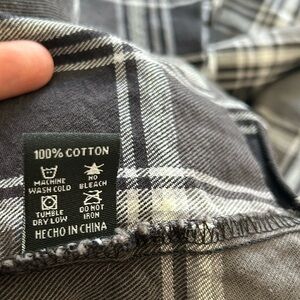 100% COTTON
MACHINE WASH COLD
NO BLEACH
TUMBLE DRY LOW
DO NOT IRON
HECHO IN CHINA